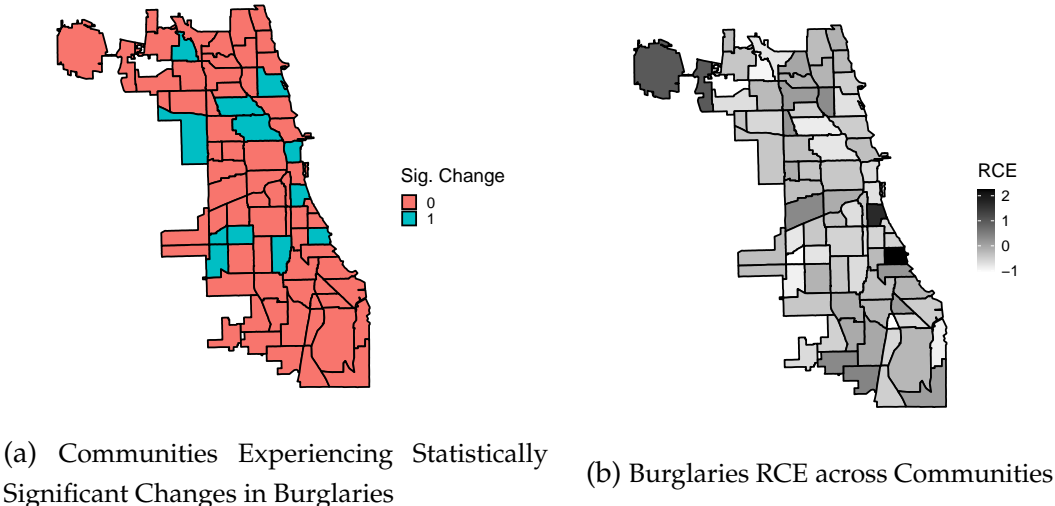 Sig. Change
0
1
RCE
2
1
0
−1
(a) Communities Experiencing Statistically
Significant Changes in Burglaries
(b) Burglaries RCE across Communities